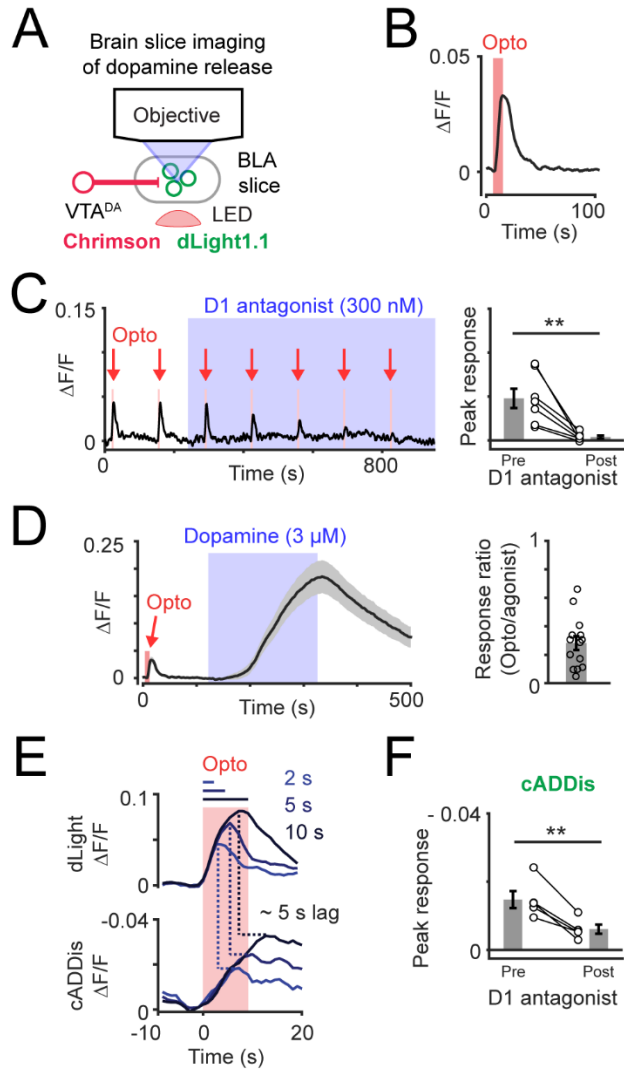 A
Brain slice imaging
of dopamine release
Objective
BLA
slice
VTAᴰᴬ
LED
Chrimson dLight1.1
B
Opto
0.05
ΔF/F
0
0 100
Time (s)
C
0.15
D1 antagonist (300 nM)
Opto
ΔF/F
0
0 800
Time (s)
**
Peak response
Pre Post
D1 antagonist
D
0.25
Dopamine (3 μM)
Opto
ΔF/F
0
0 500
Time (s)
1
Response ratio
(Opto/agonist)
0
E
Opto
2 s
5 s
10 s
0.1
dLight
ΔF/F
0
~ 5 s lag
-0.04
cADDis
ΔF/F
0
-10 0 20
Time (s)
F
cADDis
- 0.04
**
Peak response
0
Pre Post
D1 antagonist